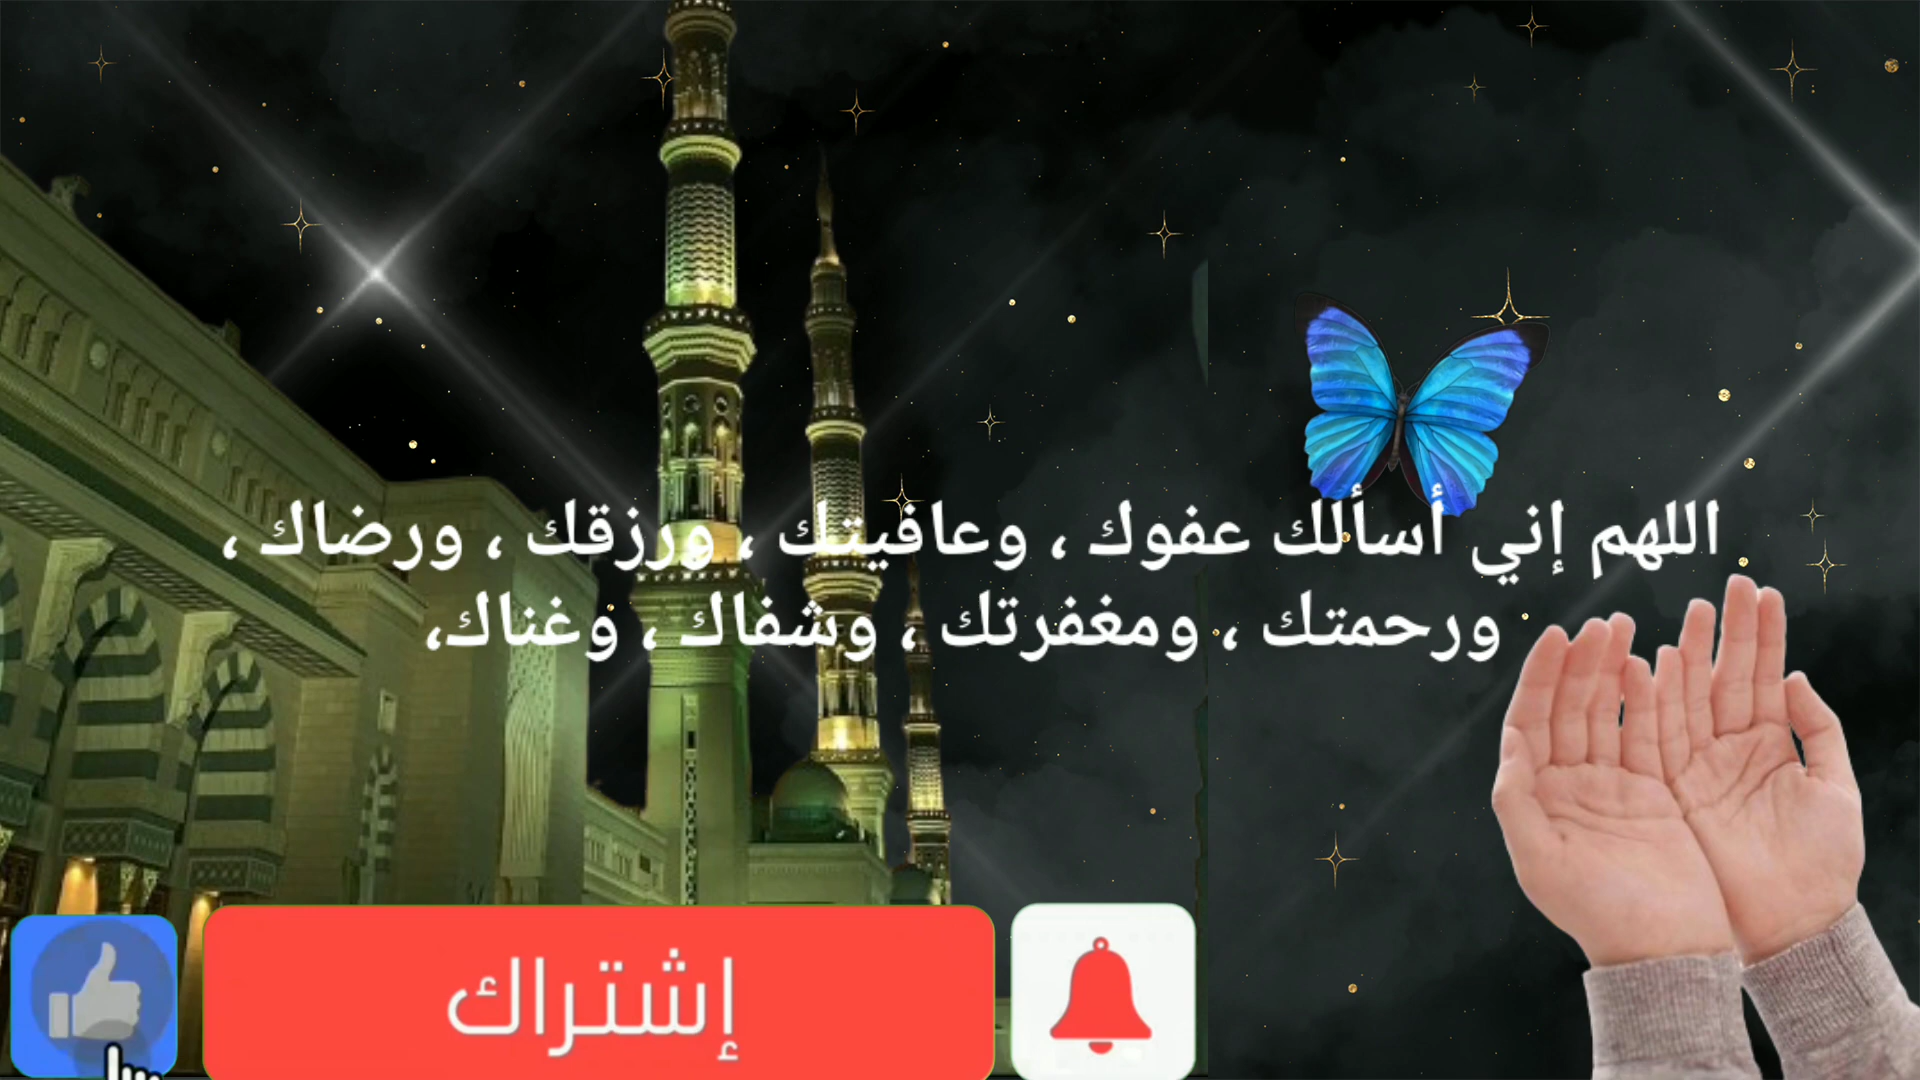 اللهم إني أسألك عفوك ، وعافيتك ، ورزقك ، ورضاك ،
ورحمتك ، ومغفرتك ، وشفاك ، وغناك،
إشتراك